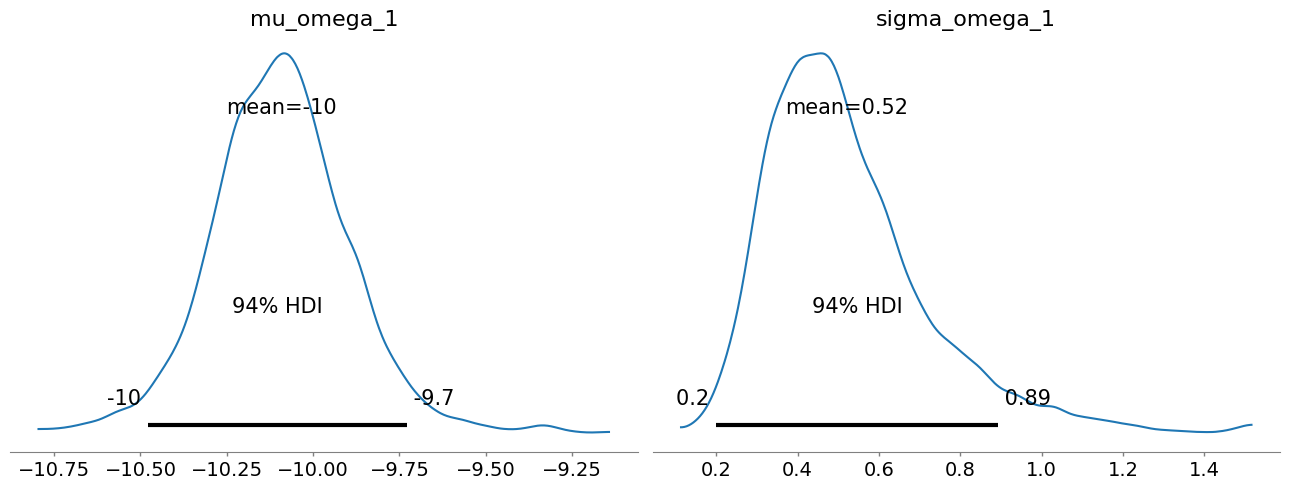 mu_omega_1
mean=-10
94% HDI
-10
-9.7
−10.75 −10.50 −10.25 −10.00 −9.75 −9.50 −9.25
sigma_omega_1
mean=0.52
94% HDI
0.2
0.89
0.2 0.4 0.6 0.8 1.0 1.2 1.4